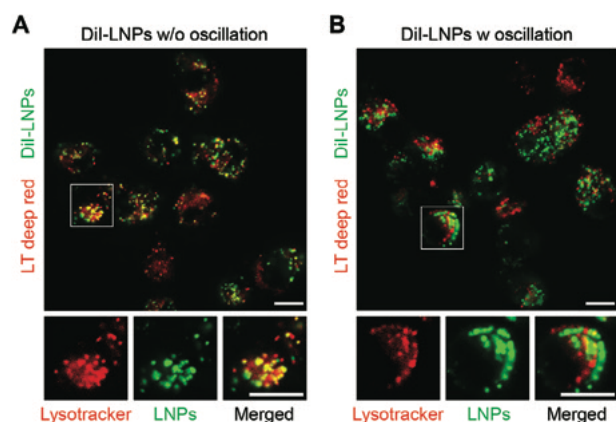 A
DiI-LNPs w/o oscillation
LT deep red DiI-LNPs
Lysotracker LNPs Merged
B
DiI-LNPs w oscillation
LT deep red DiI-LNPs
Lysotracker LNPs Merged